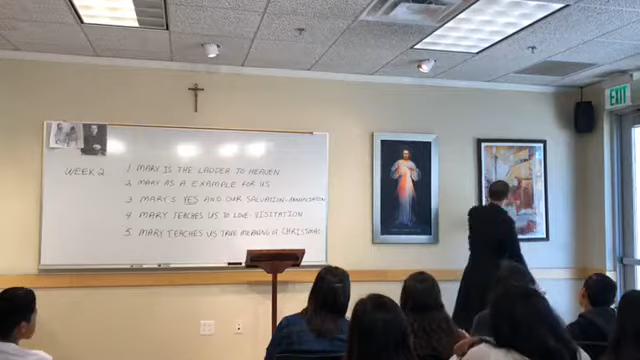 WEEK 2
1 MARY IS THE LADDER TO HEAVEN
2 MARY AS A EXAMPLE FOR US
3 MARY'S YES AND OUR SALVATION-ANNUNCIATION
4 MARY TEACHES US TO LOVE-VISITATION
5. MARY TEACHES US TRUE MEANING OF CHRISTMAS
EXIT